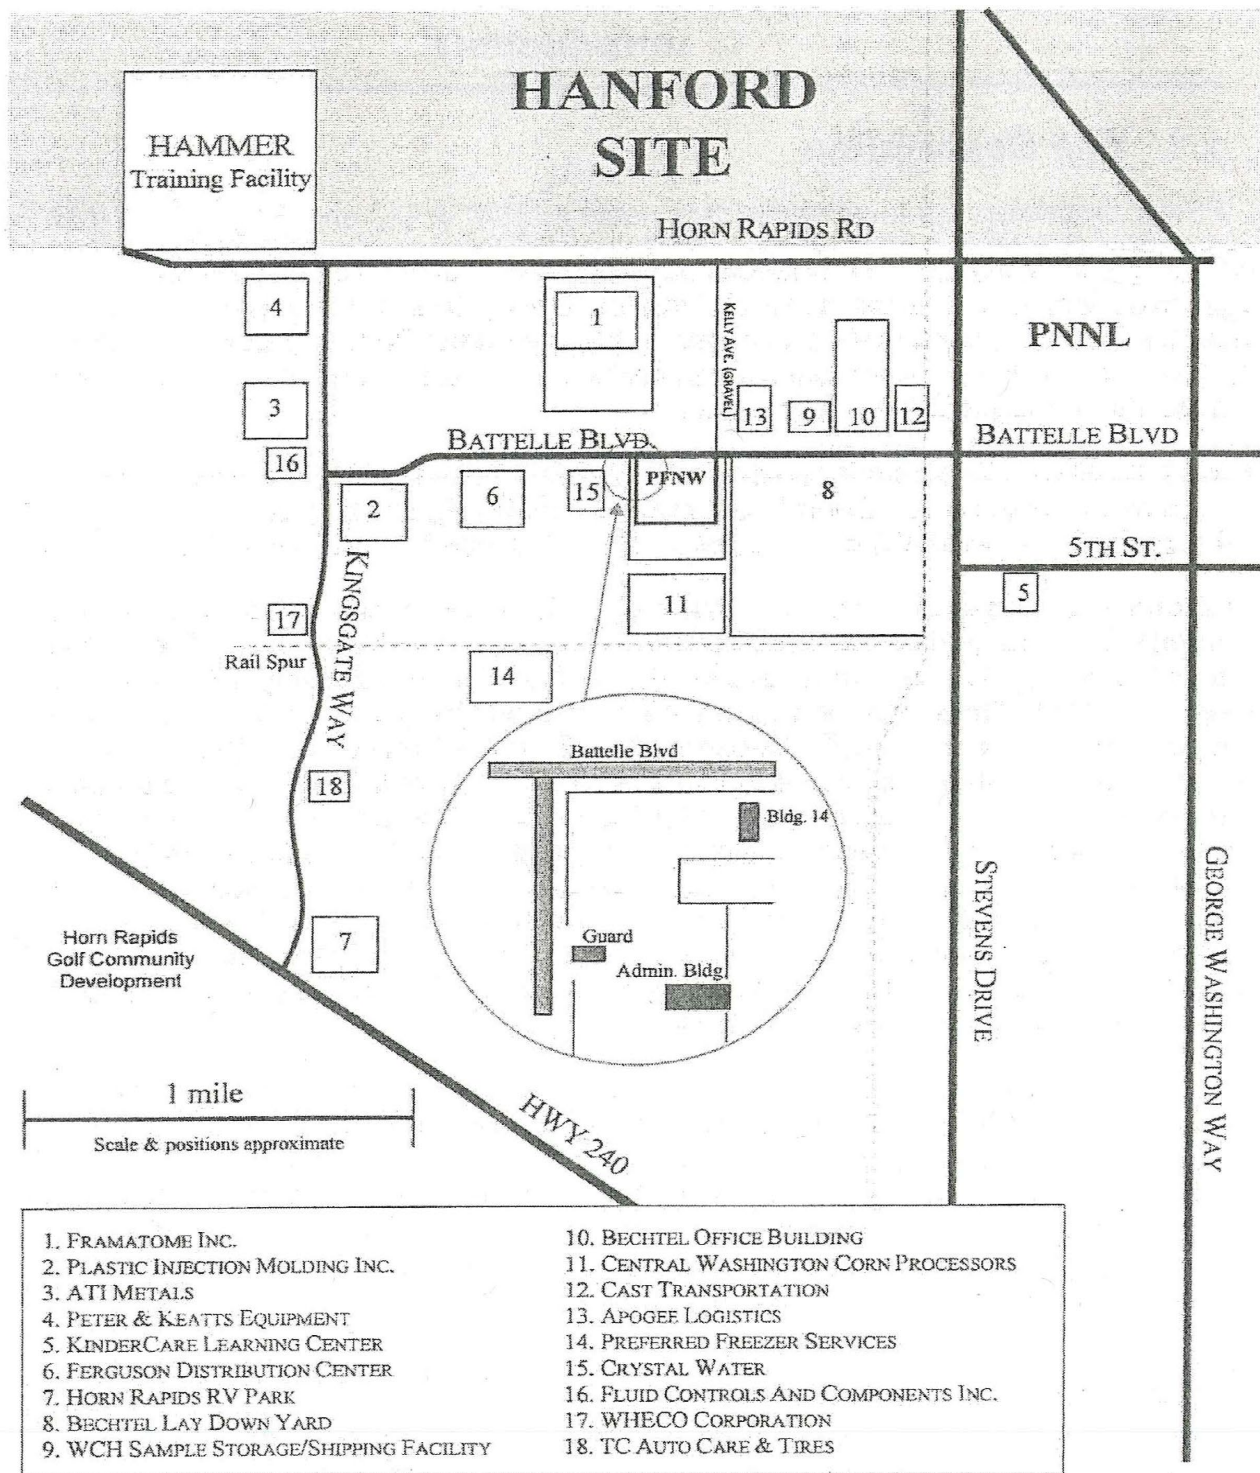 HANFORD
SITE
HAMMER
Training Facility
HORN RAPIDS RD
4
1
KELLY AVE. (GRAVEL)
PNNL
3
13
9
10
12
BATTELLE BLVD.
BATTELLE BLVD
16
2
6
15
PFNW
8
KINGSGATE WAY
5TH ST.
5
17
11
Rail Spur
14
18
Battelle Blvd
Bldg. 14
Guard
Admin. Bldg
STEVENS DRIVE
GEORGE WASHINGTON WAY
Horn Rapids
Golf Community
Development
7
1 mile
Scale & positions approximate
HWY 240
1. FRAMATOME INC.
2. PLASTIC INJECTION MOLDING INC.
3. ATI METALS
4. PETER & KEATTS EQUIPMENT
5. KINDERCARE LEARNING CENTER
6. FERGUSON DISTRIBUTION CENTER
7. HORN RAPIDS RV PARK
8. BECHTEL LAY DOWN YARD
9. WCH SAMPLE STORAGE/SHIPPING FACILITY
10. BECHTEL OFFICE BUILDING
11. CENTRAL WASHINGTON CORN PROCESSORS
12. CAST TRANSPORTATION
13. APOGEE LOGISTICS
14. PREFERRED FREEZER SERVICES
15. CRYSTAL WATER
16. FLUID CONTROLS AND COMPONENTS INC.
17. WHECO CORPORATION
18. TC AUTO CARE & TIRES